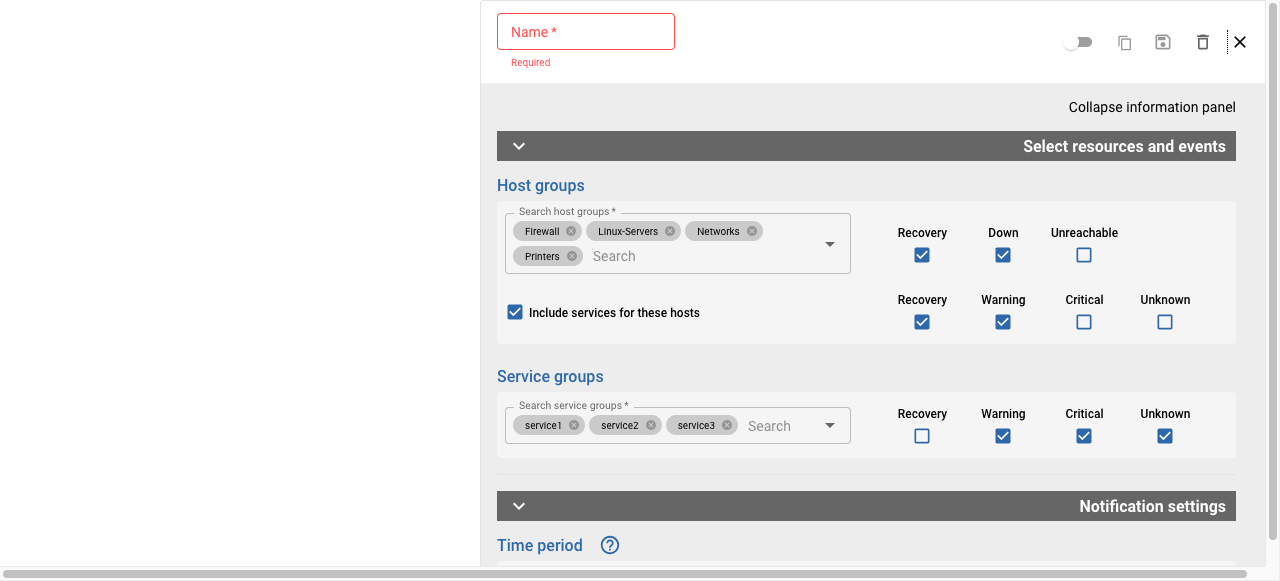 Name *
Required
Collapse information panel
Select resources and events
Host groups
Search host groups *
Firewall Linux-Servers Networks
Printers Search
Recovery Down Unreachable
Include services for these hosts
Recovery Warning Critical Unknown
Service groups
Search service groups *
service1 service2 service3 Search
Recovery Warning Critical Unknown
Notification settings
Time period